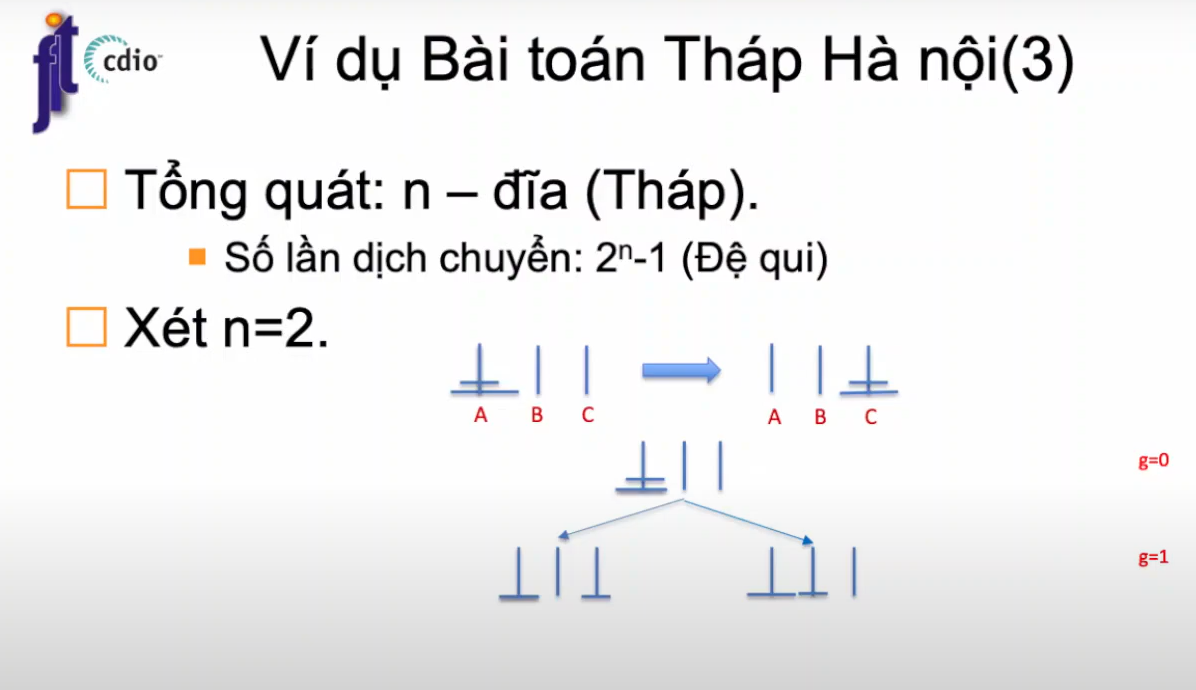 fit cdio
Ví dụ Bài toán Tháp Hà nội(3)
Tổng quát: n – đĩa (Tháp).
Số lần dịch chuyển: 2ⁿ-1 (Đệ qui)
Xét n=2.
A B C A B C
g=0
g=1